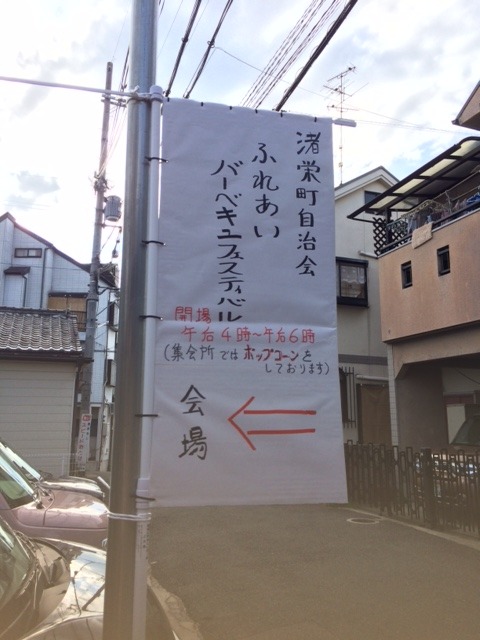 渚栄町自治会
ふれあい
バーベキュフェスティバル
開場
午后4時～午后6時
(集会所ではホップコーンを
しております)
会場